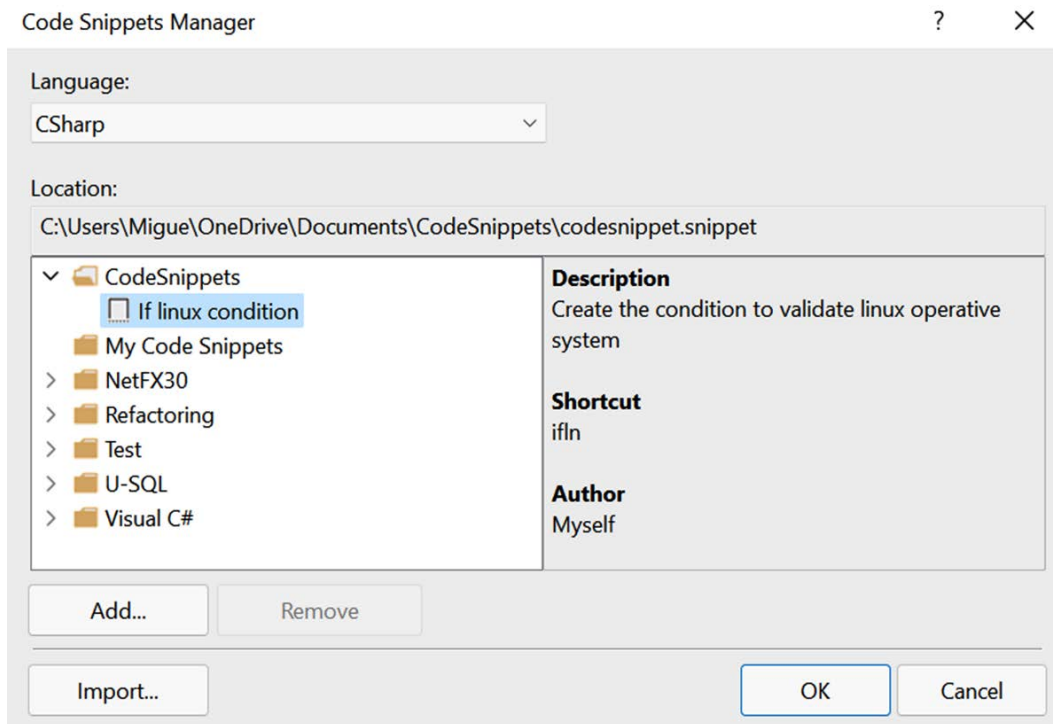 Code Snippets Manager
?
Language:
CSharp
Location:
C:\Users\Migue\OneDrive\Documents\CodeSnippets\codesnippet.snippet
CodeSnippets
If linux condition
My Code Snippets
NetFX30
Refactoring
Test
U-SQL
Visual C#
Description
Create the condition to validate linux operative
system
Shortcut
ifln
Author
Myself
Add...
Remove
Import...
OK
Cancel